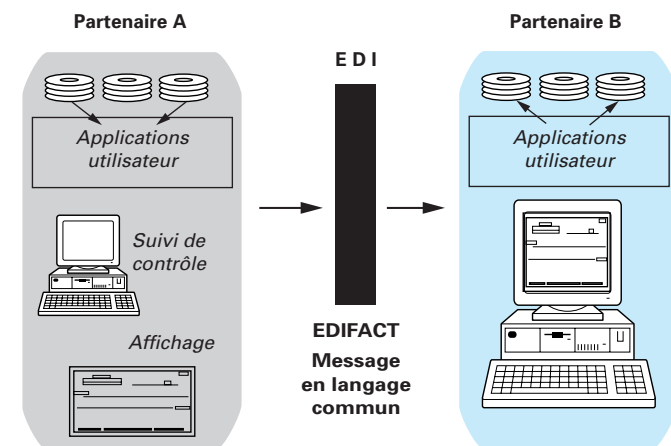 Partenaire A
Partenaire B
E D I
Applications
utilisateur
Applications
utilisateur
Suivi de
contrôle
Affichage
EDIFACT
Message
en langage
commun